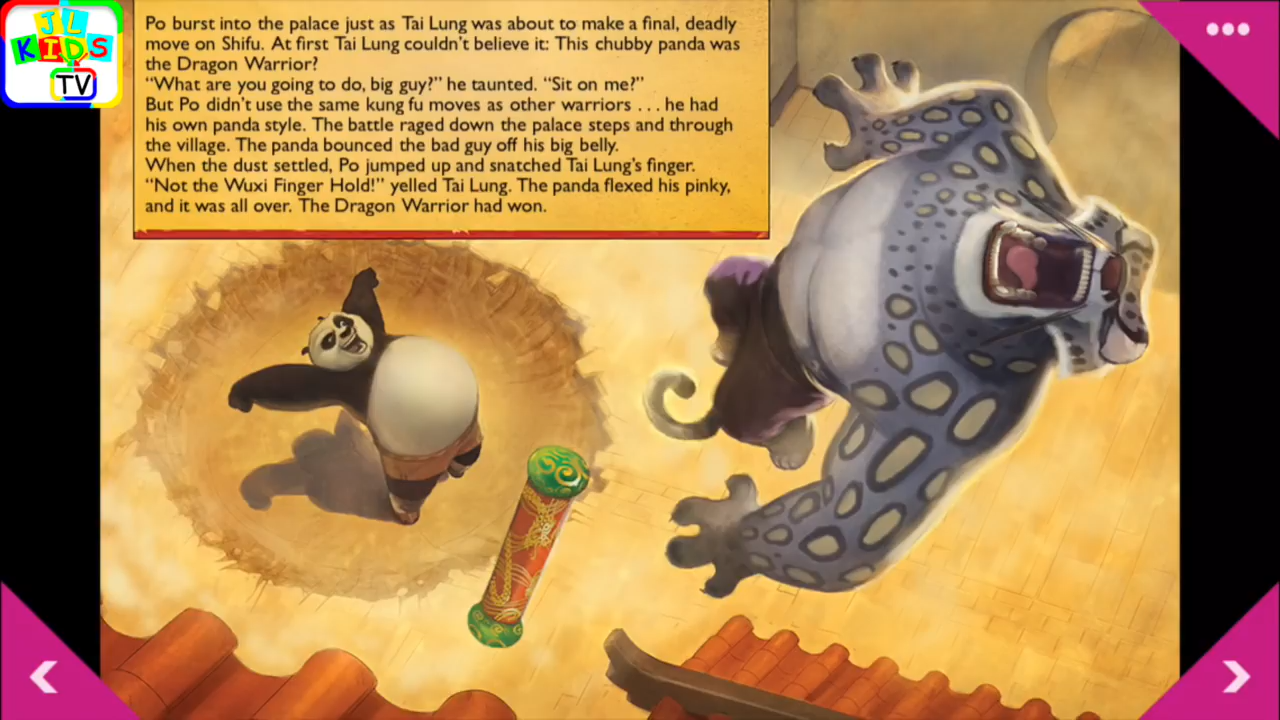 JL
KIDS
TV
Po burst into the palace just as Tai Lung was about to make a final, deadly
move on Shifu. At first Tai Lung couldn't believe it: This chubby panda was
the Dragon Warrior?
“What are you going to do, big guy?” he taunted. “Sit on me?”
But Po didn't use the same kung fu moves as other warriors . . . he had
his own panda style. The battle raged down the palace steps and through
the village. The panda bounced the bad guy off his big belly.
When the dust settled, Po jumped up and snatched Tai Lung's finger.
“Not the Wuxi Finger Hold!” yelled Tai Lung. The panda flexed his pinky,
and it was all over. The Dragon Warrior had won.